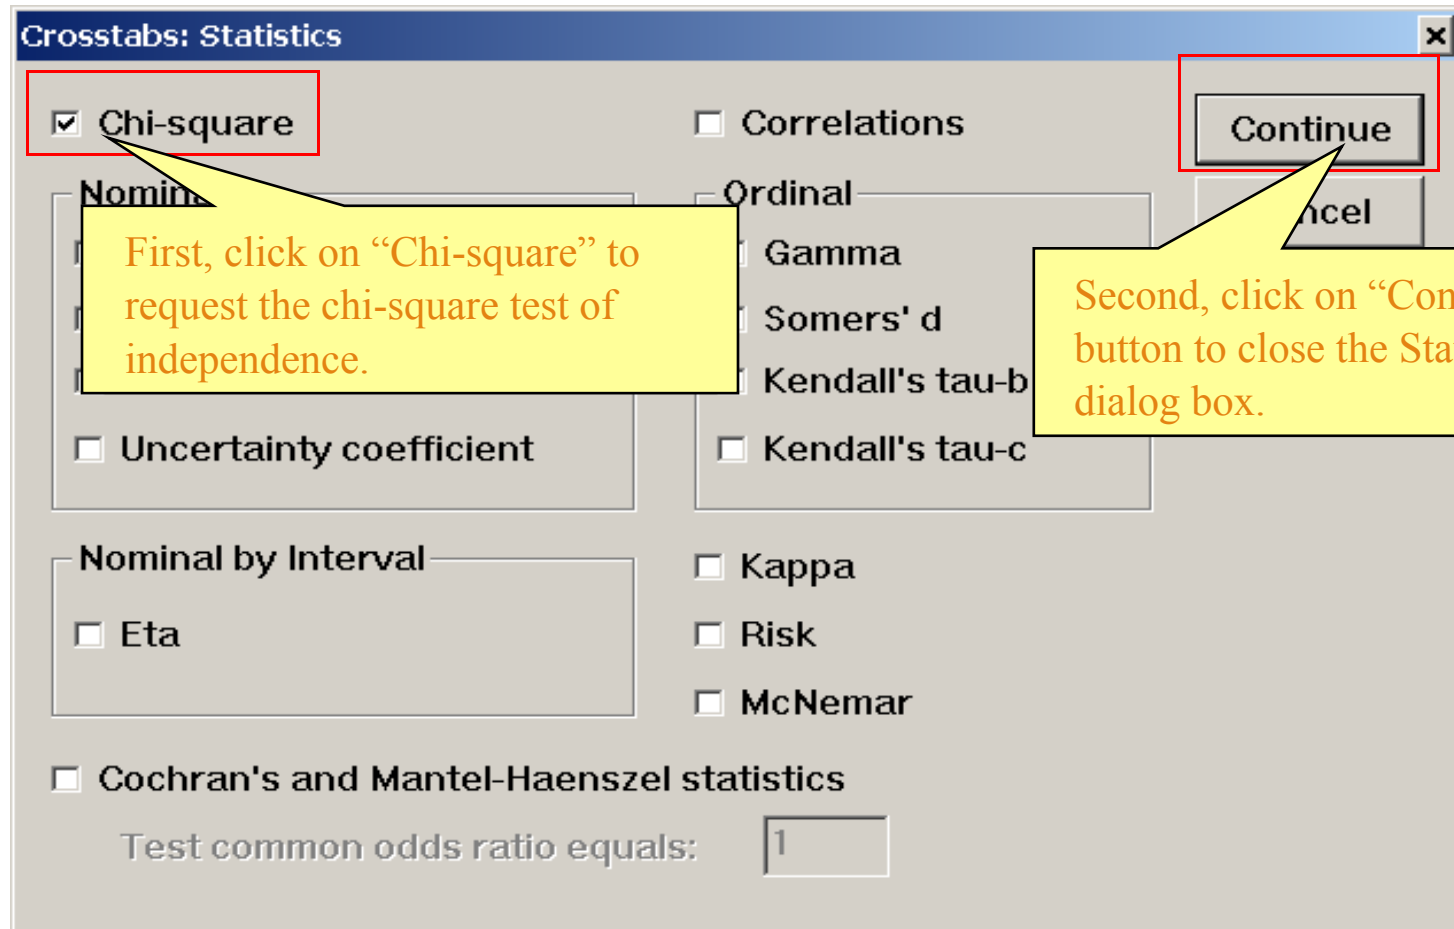 Crosstabs: Statistics
Chi-square
Correlations
Continue
Nomina
Ordinal
First, click on “Chi-square” to
request the chi-square test of
independence.
Gamma
Somers' d
Kendall's tau-b
Second, click on “Con
button to close the Sta
dialog box.
Uncertainty coefficient
Kendall's tau-c
Nominal by Interval
Eta
Kappa
Risk
McNemar
Cochran's and Mantel-Haenszel statistics
Test common odds ratio equals: 1